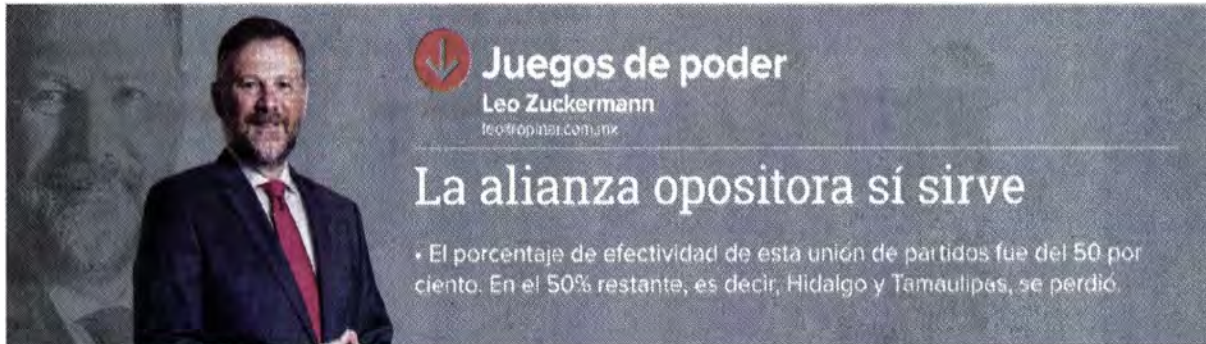 Juegos de poder
Leo Zuckermann
La alianza opositora sí sirve
• El porcentaje de efectividad de esta unión de partidos fue del 50 por
ciento. En el 50% restante, es decir, Hidalgo y Tamaulipas, se perdió.